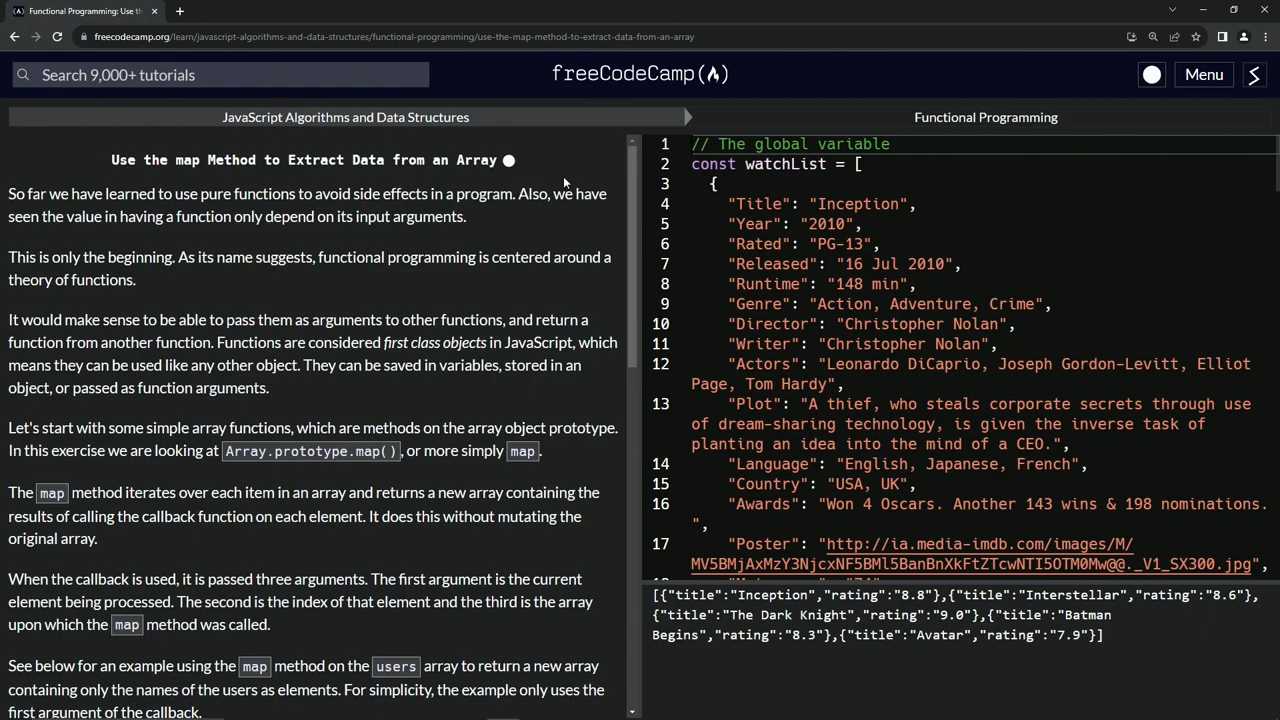 Functional Programming: Use th
freecodecamp.org/learn/javascript-algorithms-and-data-structures/functional-programming/use-the-map-method-to-extract-data-from-an-array
Search 9,000+ tutorials
freeCodeCamp
Menu
JavaScript Algorithms and Data Structures
Functional Programming
Use the map Method to Extract Data from an Array
So far we have learned to use pure functions to avoid side effects in a program. Also, we have
seen the value in having a function only depend on its input arguments.
This is only the beginning. As its name suggests, functional programming is centered around a
theory of functions.
It would make sense to be able to pass them as arguments to other functions, and return a
function from another function. Functions are considered first class objects in JavaScript, which
means they can be used like any other object. They can be saved in variables, stored in an
object, or passed as function arguments.
Let's start with some simple array functions, which are methods on the array object prototype.
In this exercise we are looking at Array.prototype.map(), or more simply map.
The map method iterates over each item in an array and returns a new array containing the
results of calling the callback function on each element. It does this without mutating the
original array.
When the callback is used, it is passed three arguments. The first argument is the current
element being processed. The second is the index of that element and the third is the array
upon which the map method was called.
See below for an example using the map method on the users array to return a new array
containing only the names of the users as elements. For simplicity, the example only uses the
first argument of the callback.
1 // The global variable
2 const watchList = [
3 {
4 "Title": "Inception",
5 "Year": "2010",
6 "Rated": "PG-13",
7 "Released": "16 Jul 2010",
8 "Runtime": "148 min",
9 "Genre": "Action, Adventure, Crime",
10 "Director": "Christopher Nolan",
11 "Writer": "Christopher Nolan",
12 "Actors": "Leonardo DiCaprio, Joseph Gordon-Levitt, Elliot
Page, Tom Hardy",
13 "Plot": "A thief, who steals corporate secrets through use
of dream-sharing technology, is given the inverse task of
planting an idea into the mind of a CEO.",
14 "Language": "English, Japanese, French",
15 "Country": "USA, UK",
16 "Awards": "Won 4 Oscars. Another 143 wins & 198 nominations.
",
17 "Poster": "http://ia.media-imdb.com/images/M/
MV5BMjAxMzY3NjcxNF5BMl5BanBnXkFtZTcwNTI5OTM0Mw@@._V1_SX300.jpg",
[{"title":"Inception","rating":"8.8"},{"title":"Interstellar","rating":"8.6"},
{"title":"The Dark Knight","rating":"9.0"},{"title":"Batman
Begins","rating":"8.3"},{"title":"Avatar","rating":"7.9"}]